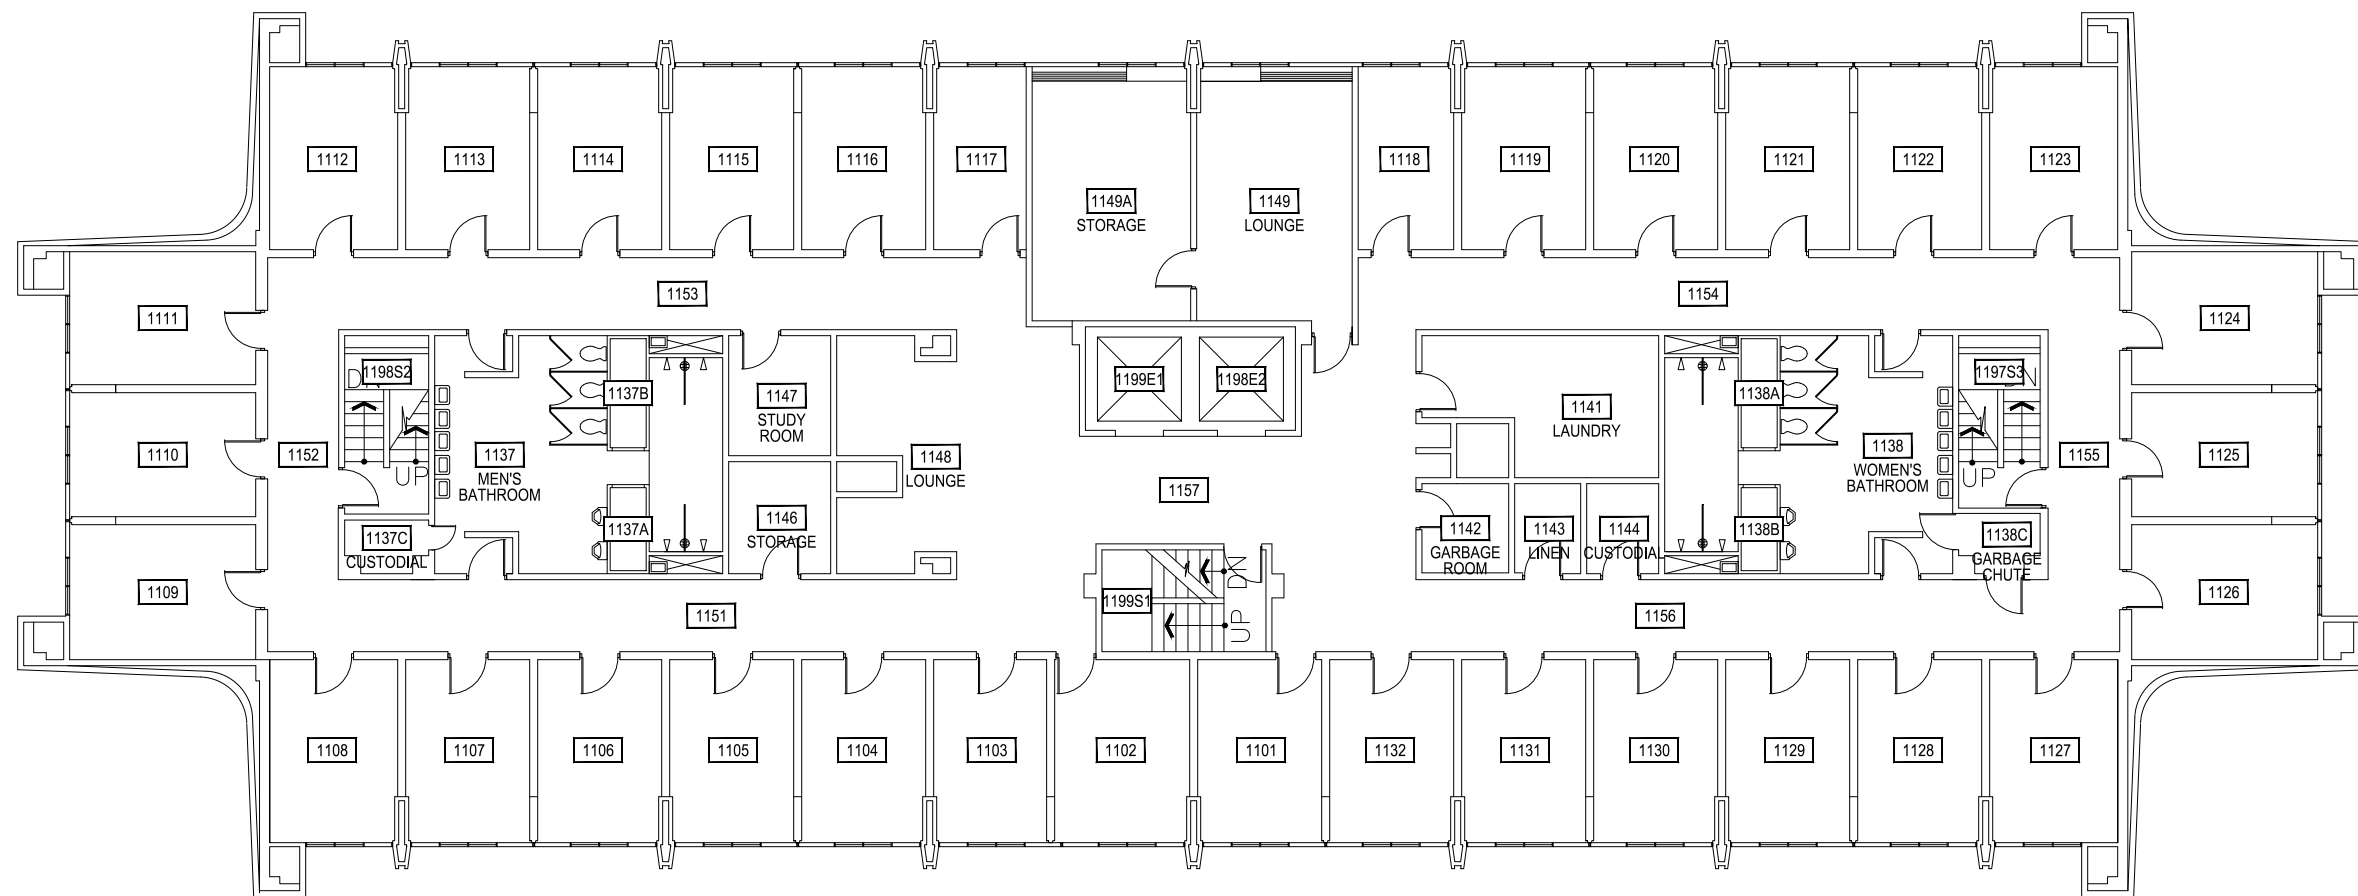 1112
1113
1114
1115
1116
1117
1118
1119
1120
1121
1122
1123
1149A
STORAGE
1149
LOUNGE
1153
1154
1111
1124
1198S2
DN
1199E1
1198E2
1197S3
DN
1137B
1138A
1147
STUDY
ROOM
1141
LAUNDRY
1110
1152
UP
1137
MEN'S
BATHROOM
1148
LOUNGE
1157
1138
WOMEN'S
BATHROOM
UP
1155
1125
1137C
CUSTODIAL
1137A
1146
STORAGE
1142
GARBAGE
ROOM
1143
LINEN
1144
CUSTODIAL
1138B
1138C
GARBAGE
CHUTE
1109
1151
1199S1
UP
DN
1156
1126
1108
1107
1106
1105
1104
1103
1102
1101
1132
1131
1130
1129
1128
1127